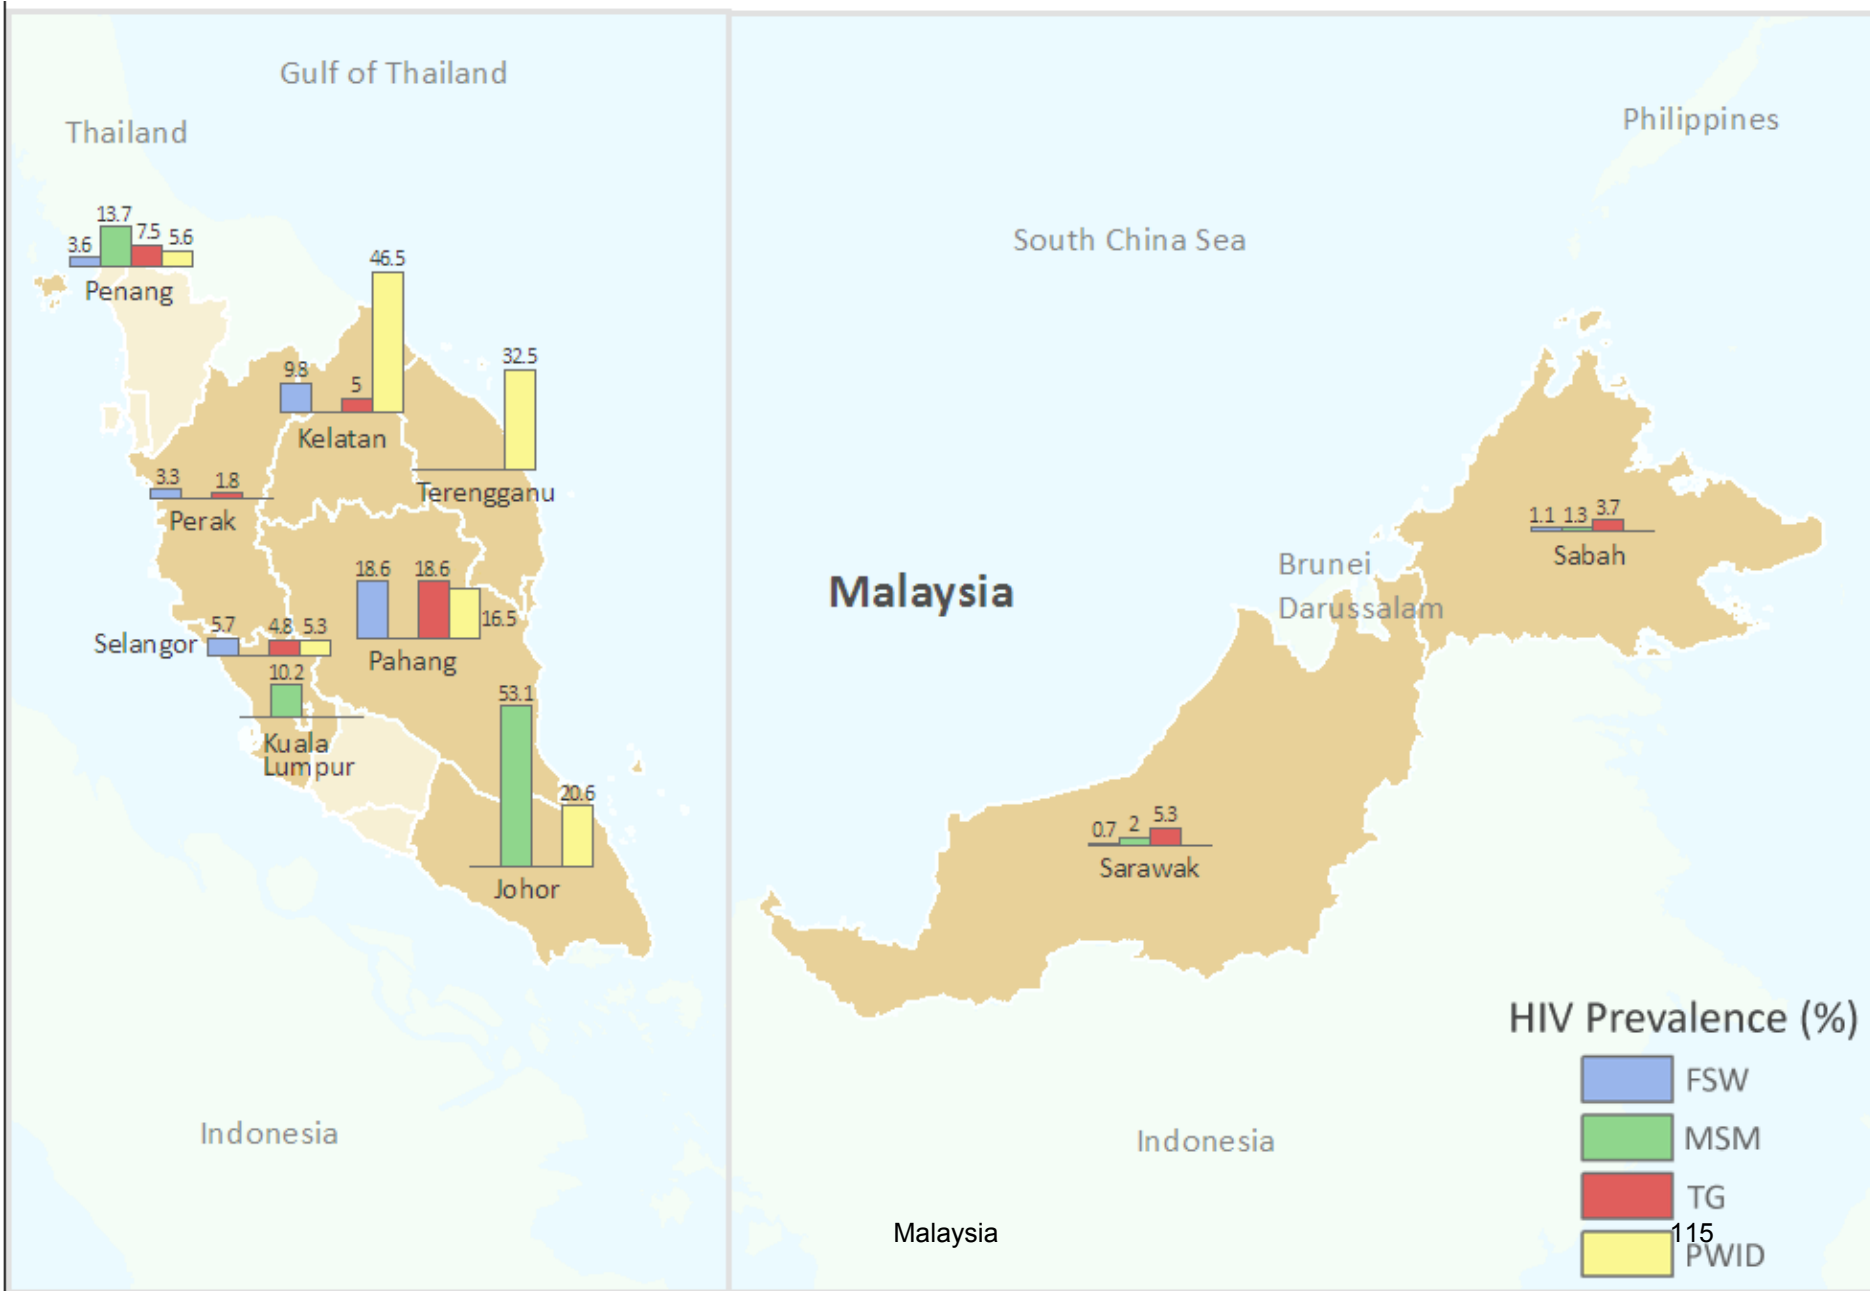 Gulf of Thailand
Thailand
Philippines
South China Sea
13.7
3.6
7.5
5.6
Penang
46.5
9.8
5
Kelatan
32.5
Terengganu
3.3
1.8
Perak
18.6
18.6
16.5
Pahang
5.7
4.8
5.3
Selangor
10.2
Kuala
Lumpur
53.1
20.6
Johor
Malaysia
Brunei
Darussalam
1.1
1.3
3.7
Sabah
0.7
2
5.3
Sarawak
Indonesia
Indonesia
HIV Prevalence (%)
FSW
MSM
TG
PWID
Malaysia
115